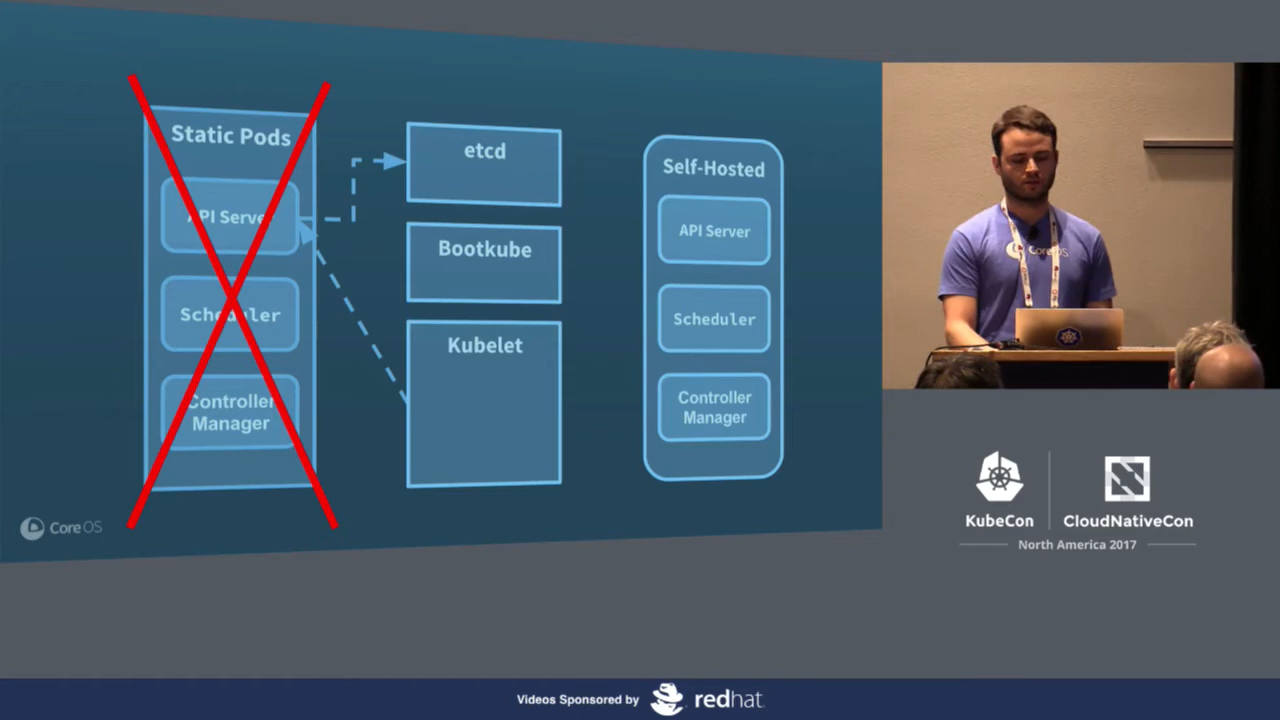 Static Pods
API Server
Scheduler
Controller
Manager
etcd
Bootkube
Kubelet
Self-Hosted
API Server
Scheduler
Controller
Manager
CoreOS
CoreOS
KubeCon
CloudNativeCon
North America 2017
Videos Sponsored by
redhat.